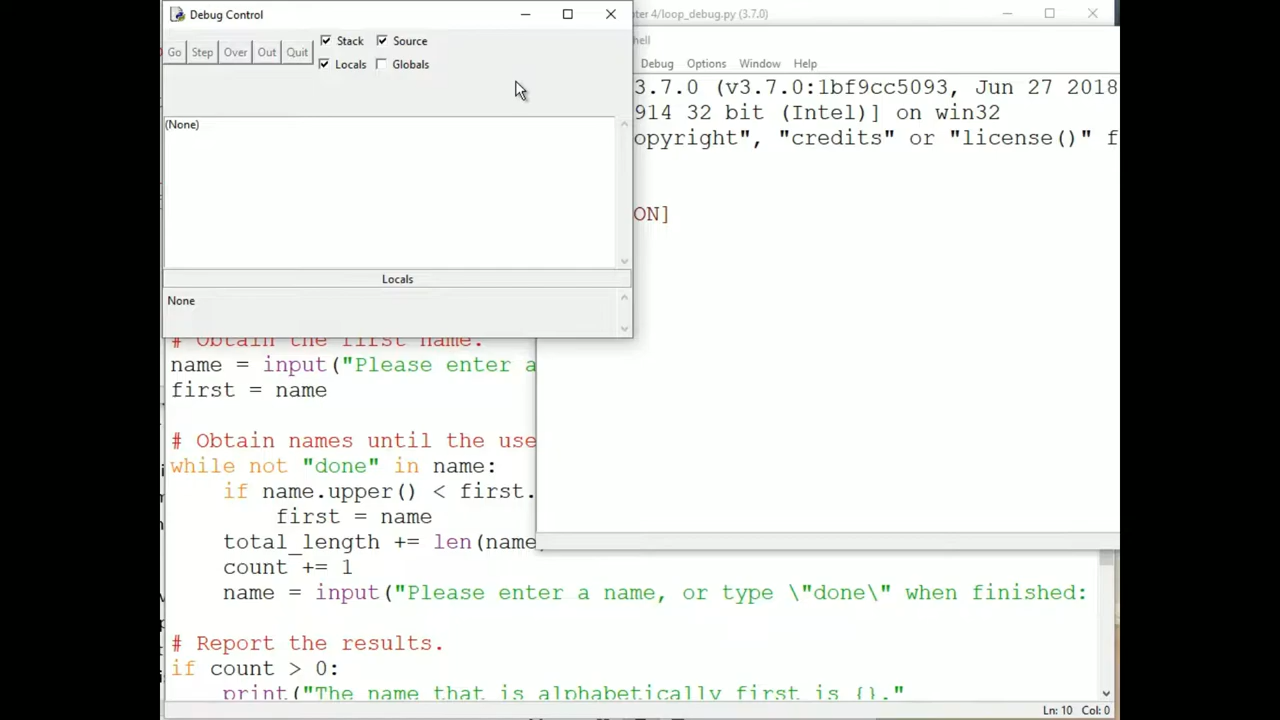 Debug Control
ter 4/loop_debug.py (3.7.0)
Go Step Over Out Quit
Stack Source
Locals Globals
hell
Debug Options Window Help
3.7.0 (v3.7.0:1bf9cc5093, Jun 27 2018
914 32 bit (Intel)] on win32
opyright", "credits" or "license()" f
ON]
(None)
Locals
None
# Obtain the first name.
name = input("Please enter a
first = name
# Obtain names until the use
while not "done" in name:
if name.upper() < first.
first = name
total_length += len(name
count += 1
name = input("Please enter a name, or type \"done\" when finished:
# Report the results.
if count > 0:
print("The name that is alphabetically first is {}."
Ln: 10 Col: 0